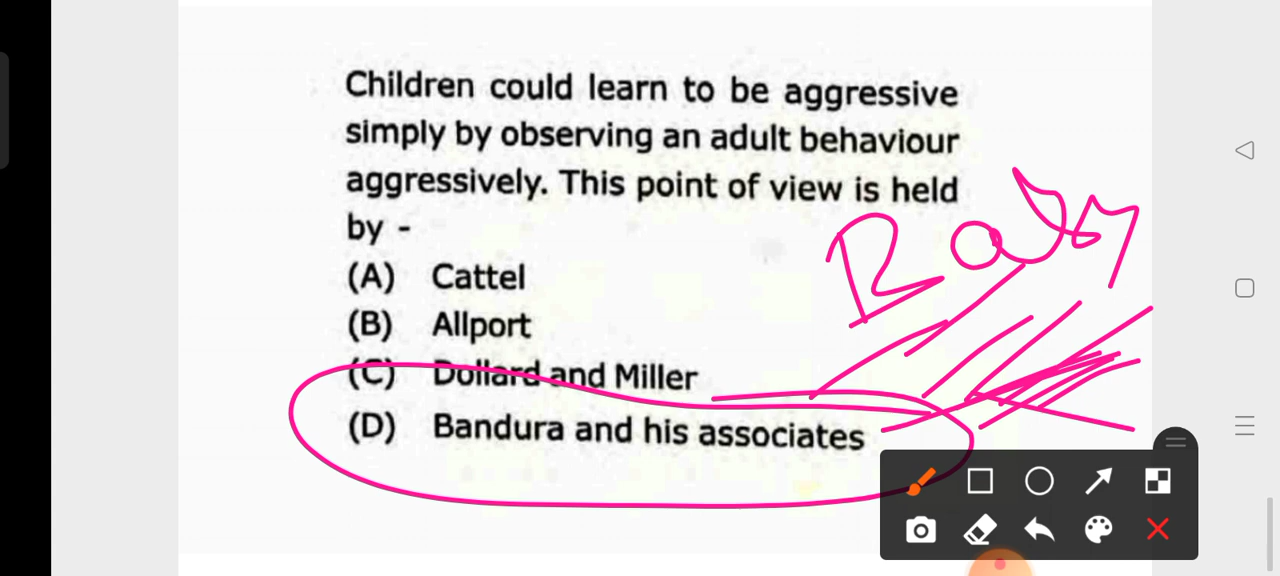 Children could learn to be aggressive
simply by observing an adult behaviour
aggressively. This point of view is held
by -
(A) Cattel
(B) Allport
(C) Dollard and Miller
(D) Bandura and his associates